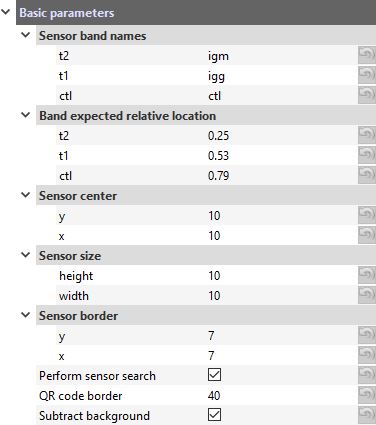 Basic parameters
Sensor band names
t2 igm
t1 igg
ctl ctl
Band expected relative location
t2 0.25
t1 0.53
ctl 0.79
Sensor center
y 10
x 10
Sensor size
height 10
width 10
Sensor border
y 7
x 7
Perform sensor search
QR code border 40
Subtract background